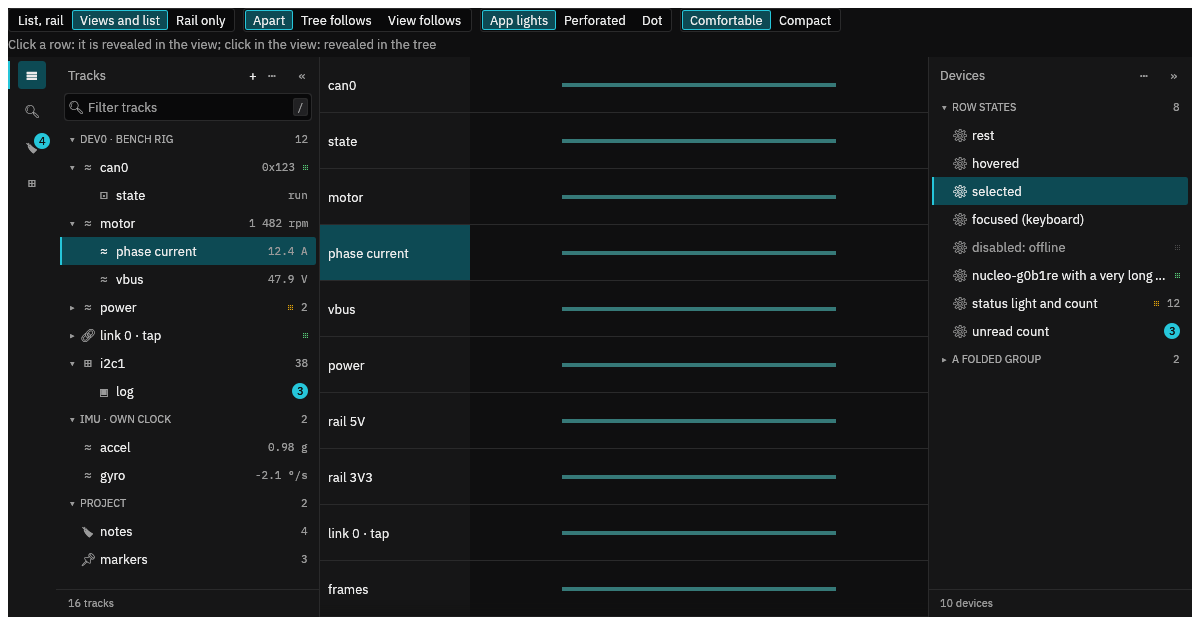 List, rail Views and list Rail only Apart Tree follows View follows App lights Perforated Dot Comfortable Compact
Click a row: it is revealed in the view; click in the view: revealed in the tree
Tracks
Filter tracks /
4
DEV0 · BENCH RIG 12
can0 0x123
state run
motor 1 482 rpm
phase current 12.4 A
vbus 47.9 V
power 2
link 0 · tap
i2c1 38
log 3
IMU · OWN CLOCK 2
accel 0.98 g
gyro -2.1 °/s
PROJECT 2
notes 4
markers 3
16 tracks
can0
state
motor
phase current
vbus
power
rail 5V
rail 3V3
link 0 · tap
frames
Devices
ROW STATES 8
rest
hovered
selected
focused (keyboard)
disabled: offline
nucleo-g0b1re with a very long ...
status light and count 12
unread count 3
A FOLDED GROUP 2
10 devices